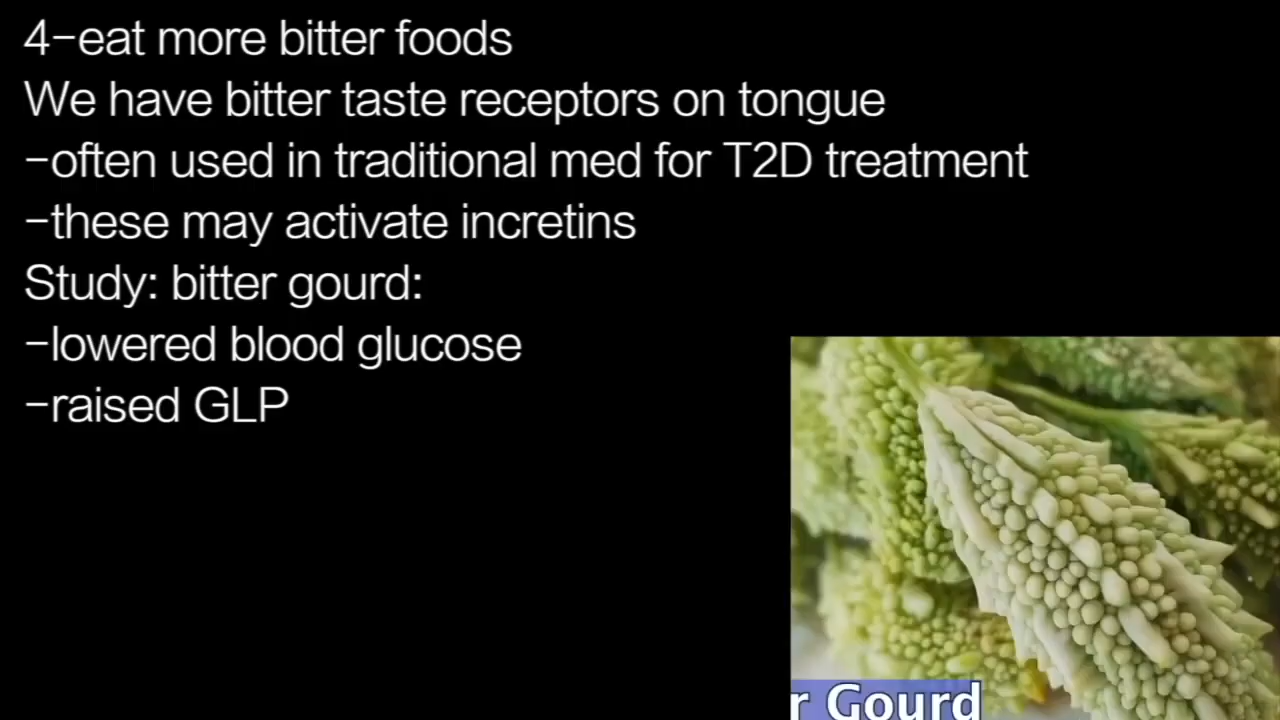 4-eat more bitter foods
We have bitter taste receptors on tongue
-often used in traditional med for T2D treatment
-these may activate incretins
Study: bitter gourd:
-lowered blood glucose
-raised GLP
r Gourd